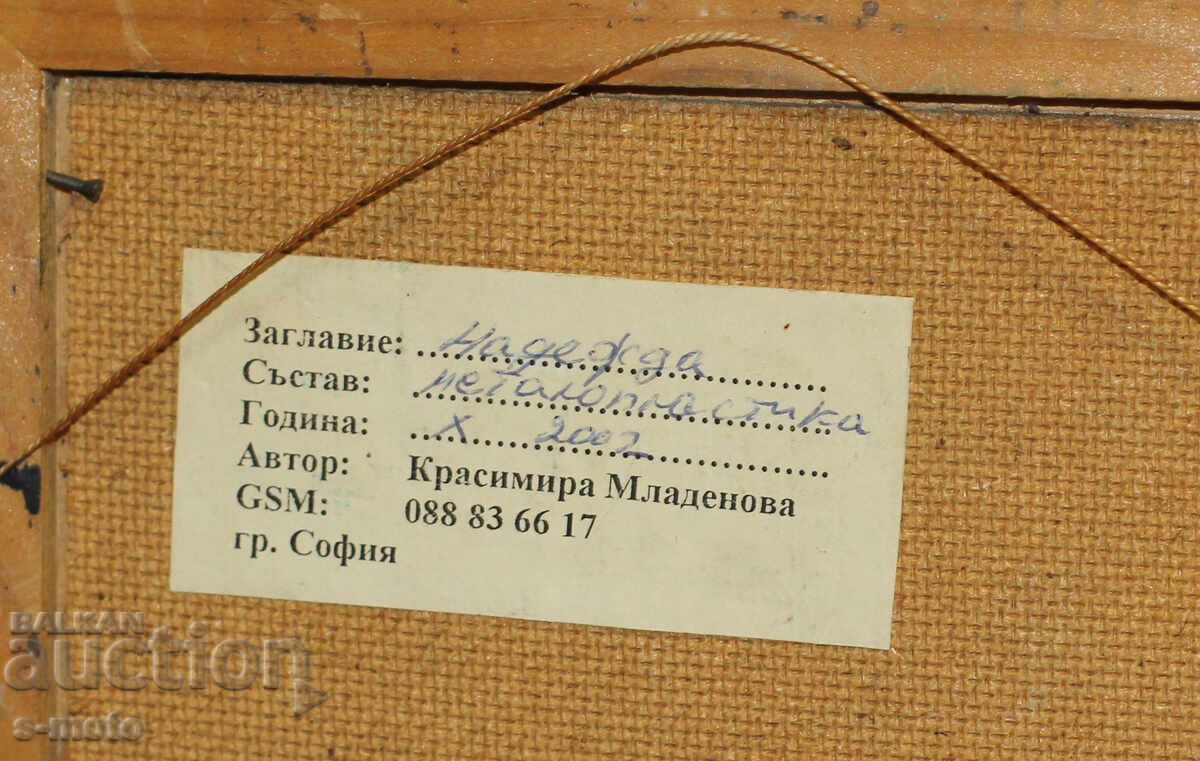 Заглавие: Надежда
Състав: металопластика
Година: X 2002
Автор: Красимира Младенова
GSM: 088 83 66 17
гр. София
BALKAN
auction
s-moto